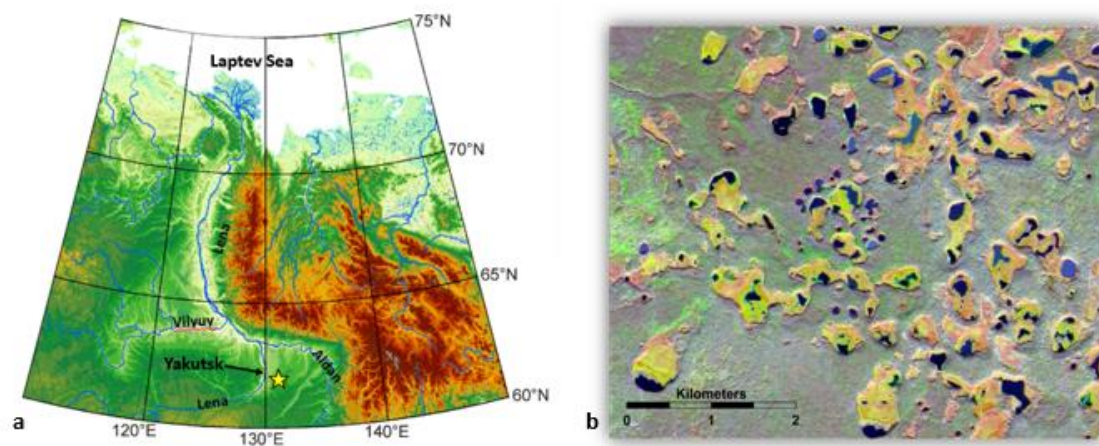 75°N
Laptev Sea
70°N
Lena
65°N
Vilyuy
Aldan
Yakutsk
Lena
60°N
120°E
130°E
140°E
a
Kilometers
0 1 2
b